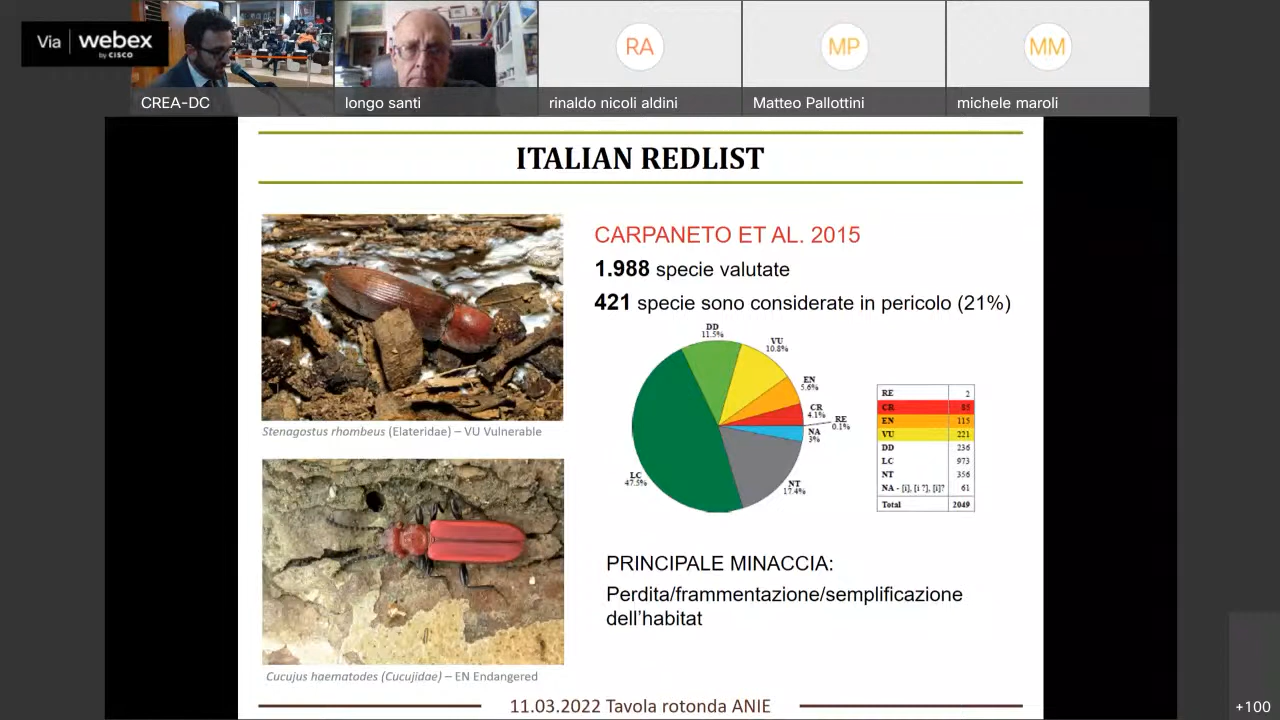 Via webex
by CISCO
RA
MP
MM
CREA-DC
longo santi
rinaldo nicoli aldini
Matteo Pallottini
michele maroli
ITALIAN REDLIST
Stenagostus rhombeus (Elateridae) – VU Vulnerable
Cucujus haematodes (Cucujidae) – EN Endangered
CARPANETO ET AL. 2015
1.988 specie valutate
421 specie sono considerate in pericolo (21%)
DD
11.5%
VU
10.8%
EN
5.6%
CR
4.1%
RE
0.1%
NA
3%
NT
17.4%
LC
47.5%
RE 2
CR 85
EN 115
VU 221
DD 236
LC 973
NT 356
NA - [i], [i ?], [i]? 61
Total 2049
PRINCIPALE MINACCIA:
Perdita/frammentazione/semplificazione
dell'habitat
11.03.2022 Tavola rotonda ANIE
+100